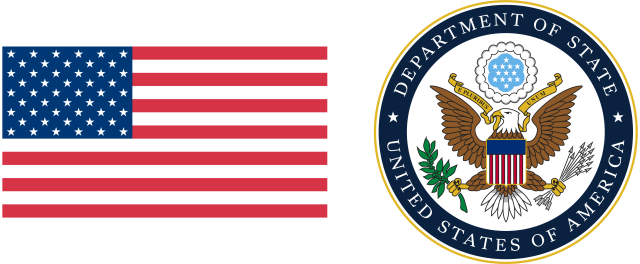 DEPARTMENT OF STATE
E PLURIBUS UNUM
UNITED STATES OF AMERICA